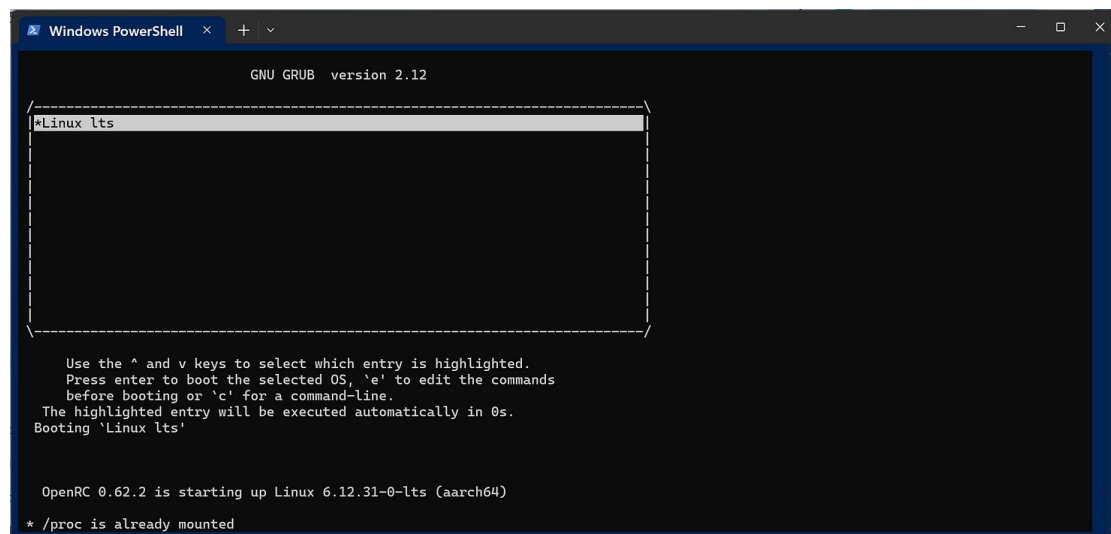 Windows PowerShell
GNU GRUB  version 2.12
/----------------------------------------------------------------------------\
*Linux lts
\----------------------------------------------------------------------------/
Use the ^ and v keys to select which entry is highlighted.
Press enter to boot the selected OS, `e' to edit the commands
before booting or `c' for a command-line.
The highlighted entry will be executed automatically in 0s.
Booting `Linux lts'
OpenRC 0.62.2 is starting up Linux 6.12.31-0-lts (aarch64)
* /proc is already mounted